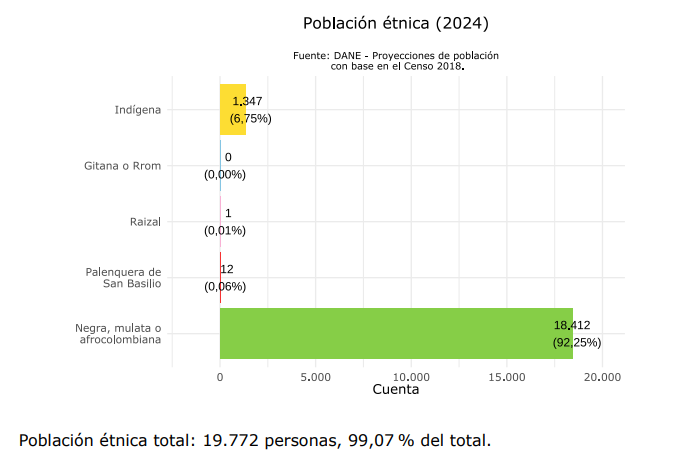 Población étnica (2024)
Fuente: DANE - Proyecciones de población
con base en el Censo 2018.
Indígena
1.347
(6,75%)
Gitana o Rrom
0
(0,00%)
Raizal
1
(0,01%)
Palenquera de
San Basilio
12
(0,06%)
Negra, mulata o
afrocolombiana
18.412
(92,25%)
0 5.000 10.000 15.000 20.000
Cuenta
Población étnica total: 19.772 personas, 99,07 % del total.